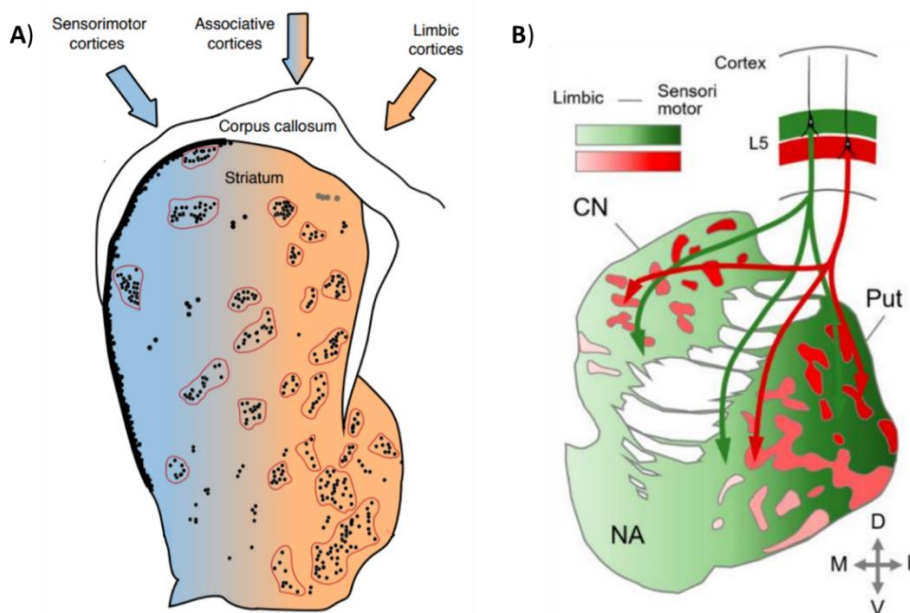 A)
Sensorimotor
cortices
Associative
cortices
Limbic
cortices
Corpus callosum
Striatum
B)
Cortex
Limbic — Sensori
motor
L5
CN
Put
NA
D
M
V